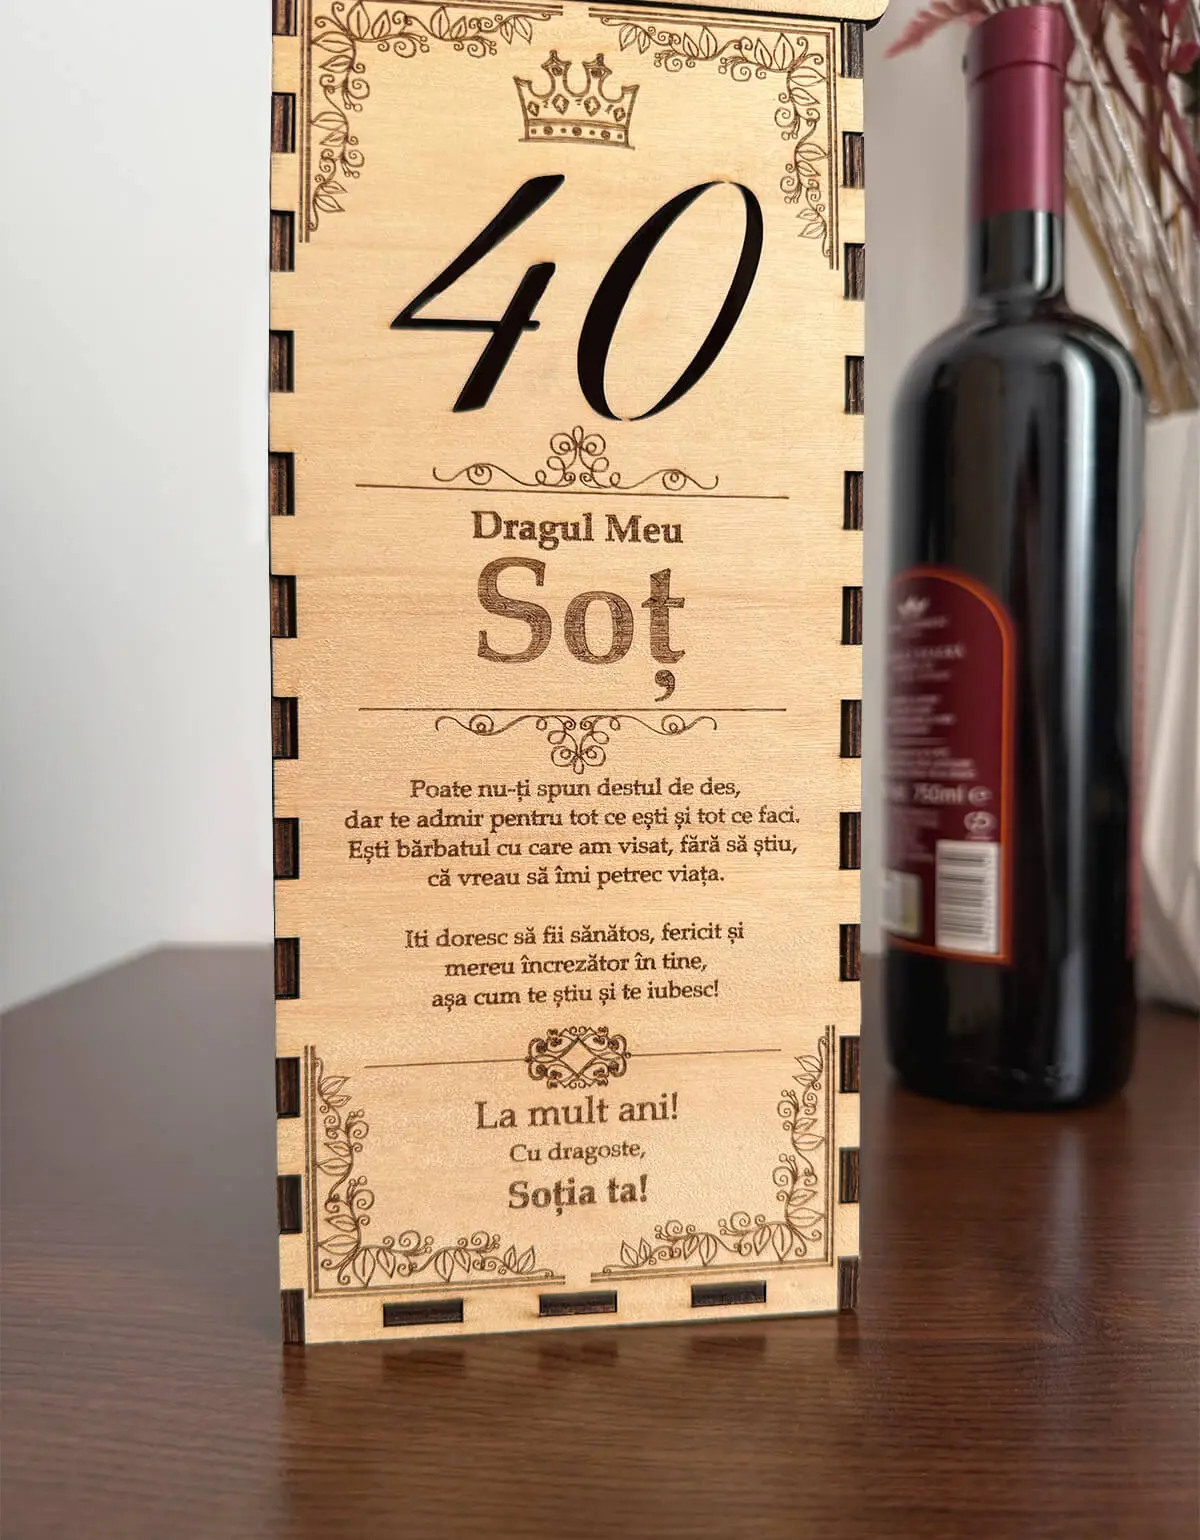 40
Dragul Meu
Soț
Poate nu-ți spun destul de des,
dar te admir pentru tot ce ești și tot ce faci.
Ești bărbatul cu care am visat, fără să știu,
că vreau să îmi petrec viața.
Iti doresc să fii sănătos, fericit și
mereu încrezător în tine,
așa cum te știu și te iubesc!
La mult ani!
Cu dragoste,
Soția ta!
750ml e